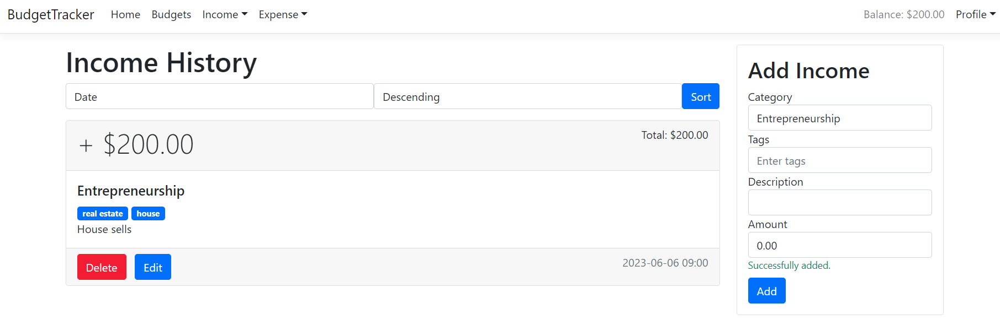 BudgetTracker Home Budgets Income Expense Balance: $200.00 Profile
Income History
Date Descending Sort
+ $200.00 Total: $200.00
Entrepreneurship
real estate house
House sells
Delete Edit 2023-06-06 09:00
Add Income
Category
Entrepreneurship
Tags
Enter tags
Description
Amount
0.00
Successfully added.
Add